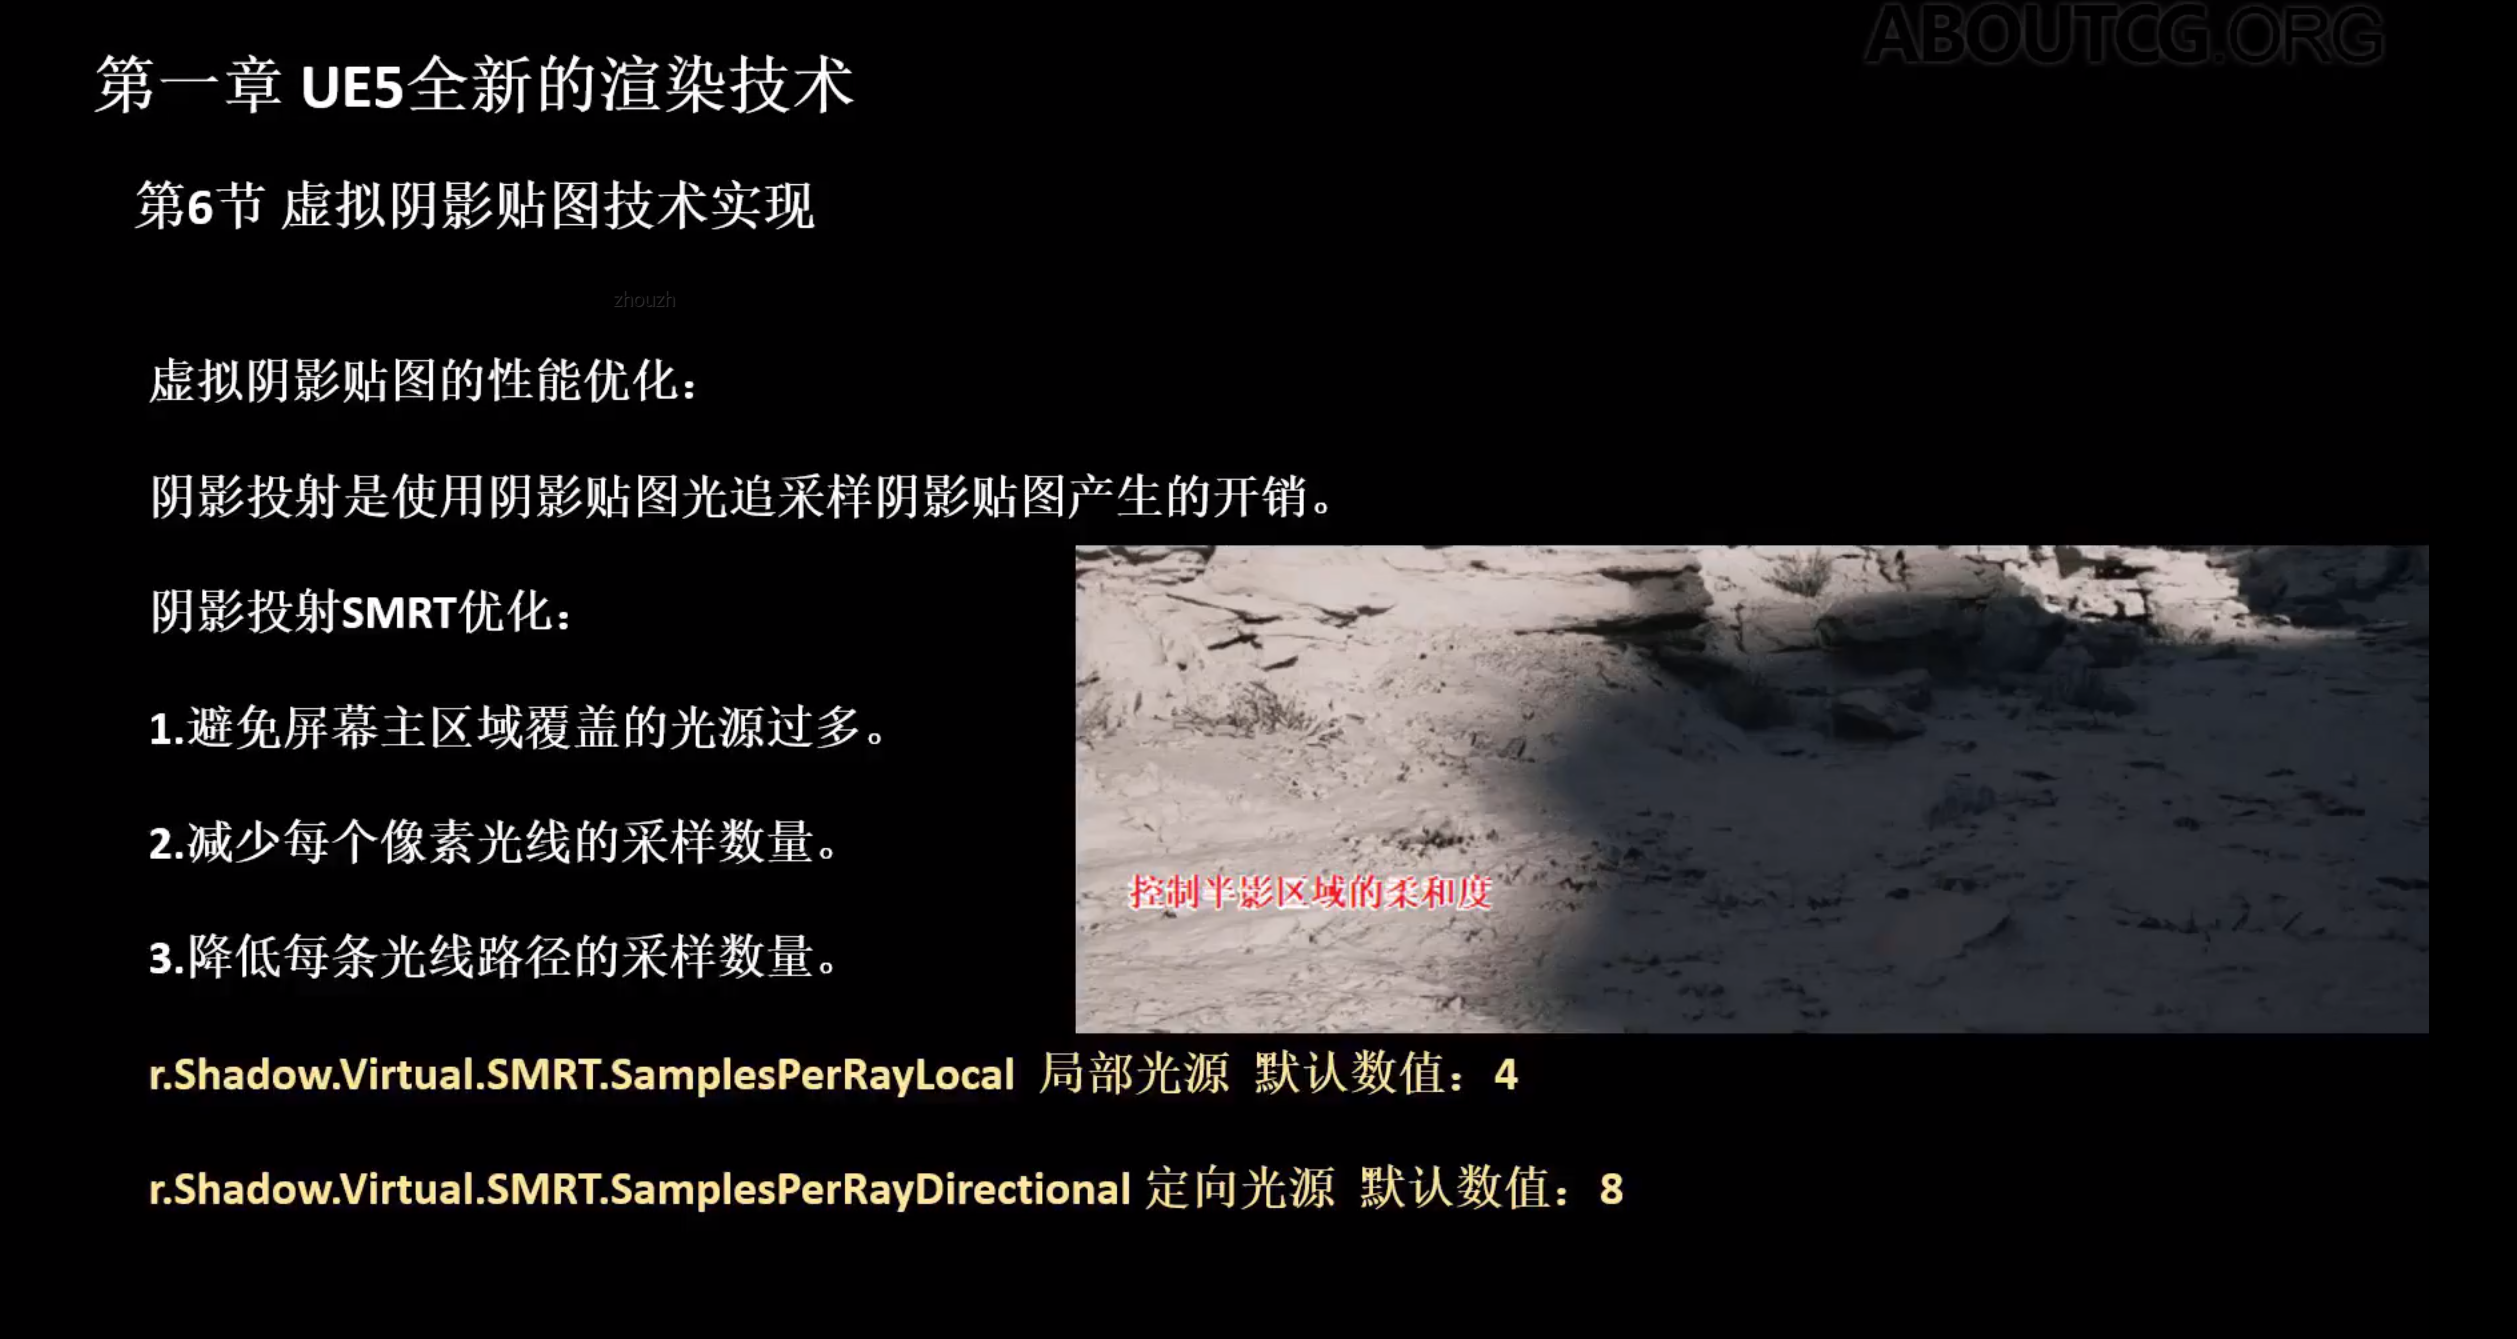 ABOUTCG.ORG
第一章 UE5全新的渲染技术
第6节 虚拟阴影贴图技术实现
zhouzh
虚拟阴影贴图的性能优化：
阴影投射是使用阴影贴图光追采样阴影贴图产生的开销。
阴影投射SMRT优化：
1.避免屏幕主区域覆盖的光源过多。
2.减少每个像素光线的采样数量。
控制半影区域的柔和度
3.降低每条光线路径的采样数量。
r.Shadow.Virtual.SMRT.SamplesPerRayLocal 局部光源 默认数值：4
r.Shadow.Virtual.SMRT.SamplesPerRayDirectional 定向光源 默认数值：8